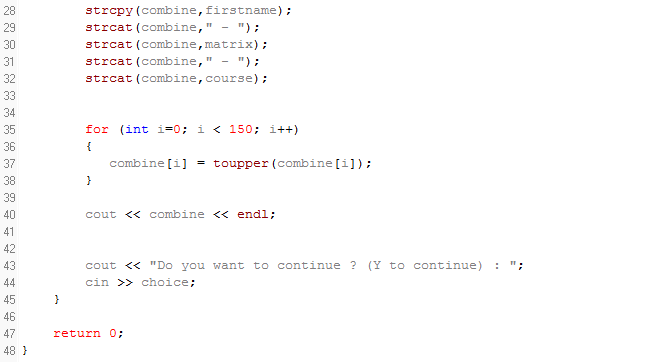 28 strcpy(combine,firstname);
29 strcat(combine," - ");
30 strcat(combine,matrix);
31 strcat(combine," - ");
32 strcat(combine,course);
33
34
35 for (int i=0; i < 150; i++)
36 {
37 combine[i] = toupper(combine[i]);
38 }
39
40 cout << combine << endl;
41
42
43 cout << "Do you want to continue ? (Y to continue) : ";
44 cin >> choice;
45 }
46
47 return 0;
48 }